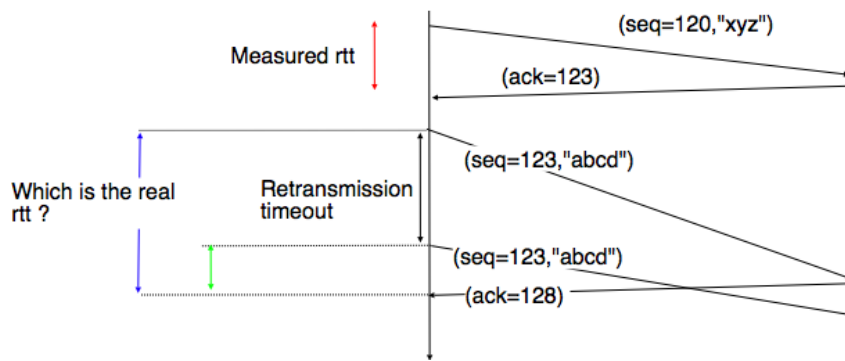 (seq=120,"xyz")
Measured rtt
(ack=123)
(seq=123,"abcd")
Which is the real
rtt ?
Retransmission
timeout
(seq=123,"abcd")
(ack=128)